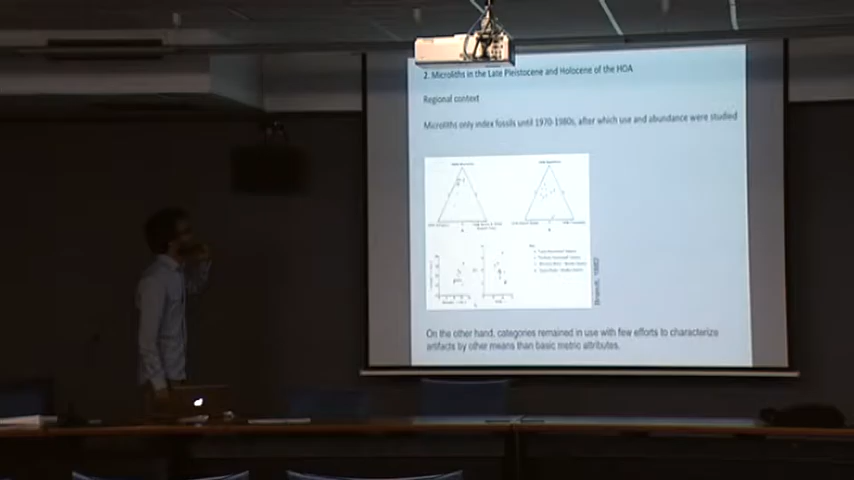 2. Microliths in the Late Pleistocene and Holocene of the HOA
Regional context
Microliths only index fossils until 1970-1980s, after which use and abundance were studied
Brandt, 1982
On the other hand, categories remained in use with few efforts to characterize
artifacts by other means than basic metric attributes.